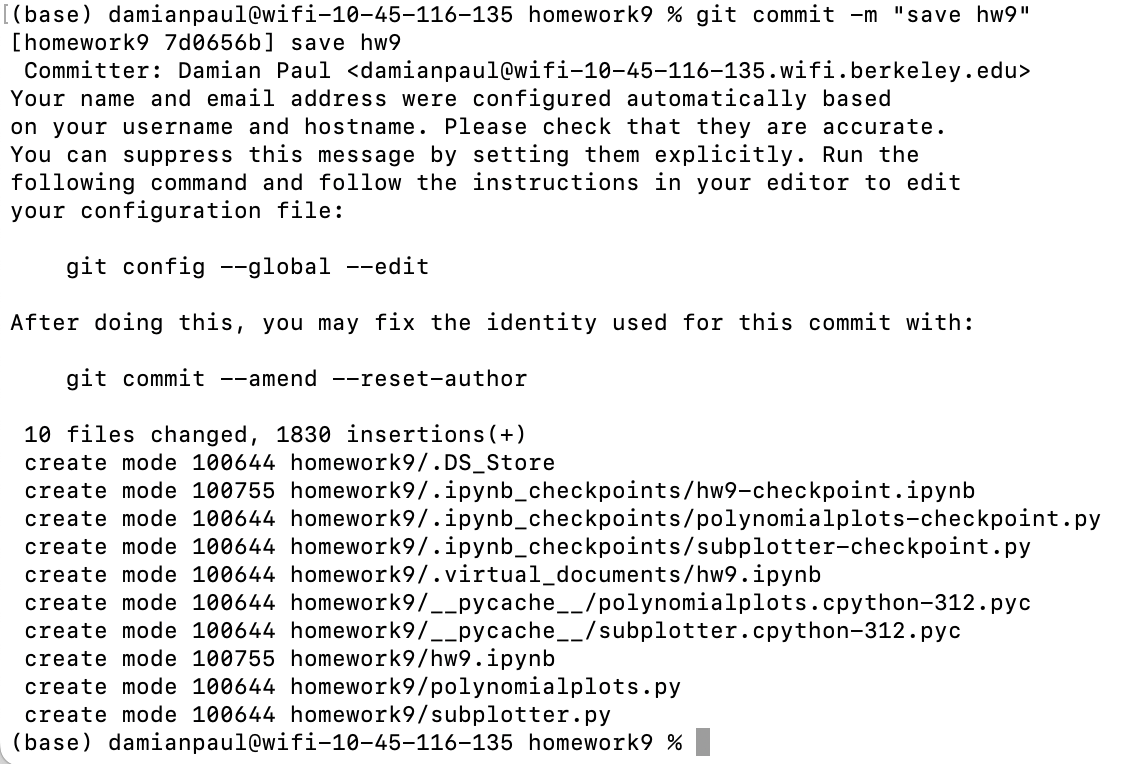 [(base) damianpaul@wifi-10-45-116-135 homework9 % git commit -m "save hw9"
[homework9 7d0656b] save hw9
 Committer: Damian Paul <damianpaul@wifi-10-45-116-135.wifi.berkeley.edu>
Your name and email address were configured automatically based
on your username and hostname. Please check that they are accurate.
You can suppress this message by setting them explicitly. Run the
following command and follow the instructions in your editor to edit
your configuration file:

    git config --global --edit

After doing this, you may fix the identity used for this commit with:

    git commit --amend --reset-author

 10 files changed, 1830 insertions(+)
 create mode 100644 homework9/.DS_Store
 create mode 100755 homework9/.ipynb_checkpoints/hw9-checkpoint.ipynb
 create mode 100644 homework9/.ipynb_checkpoints/polynomialplots-checkpoint.py
 create mode 100644 homework9/.ipynb_checkpoints/subplotter-checkpoint.py
 create mode 100644 homework9/.virtual_documents/hw9.ipynb
 create mode 100644 homework9/__pycache__/polynomialplots.cpython-312.pyc
 create mode 100644 homework9/__pycache__/subplotter.cpython-312.pyc
 create mode 100755 homework9/hw9.ipynb
 create mode 100644 homework9/polynomialplots.py
 create mode 100644 homework9/subplotter.py
(base) damianpaul@wifi-10-45-116-135 homework9 %